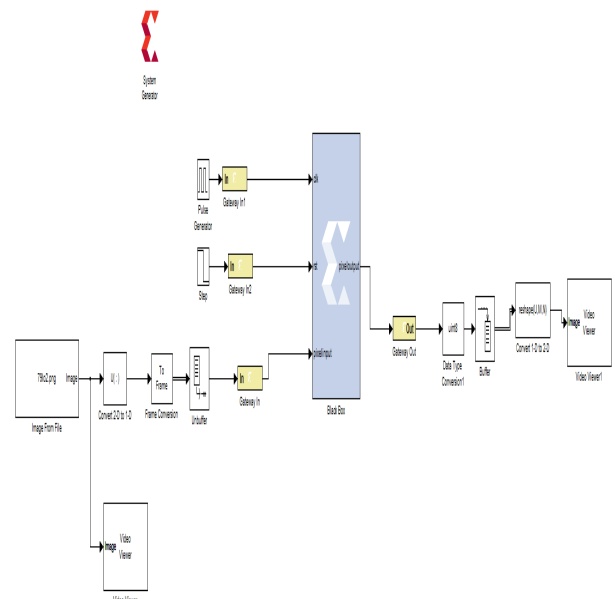 System
Generator
In
Gateway In1
Pulse
Generator
clk
In
Gateway In2
Step
rst
pixeloutput
pixelinput
Black Box
Out
Gateway Out
uint8
Data Type
Conversion1
Buffer
reshape(U,M,N)
Convert 1-D to 2-D
Image
Video
Viewer
Video Viewer1
Image
Image From File
U( : )
Convert 2-D to 1-D
To
Frame
Frame Conversion
Unbuffer
In
Gateway In
Image
Video
Viewer
Video Viewer